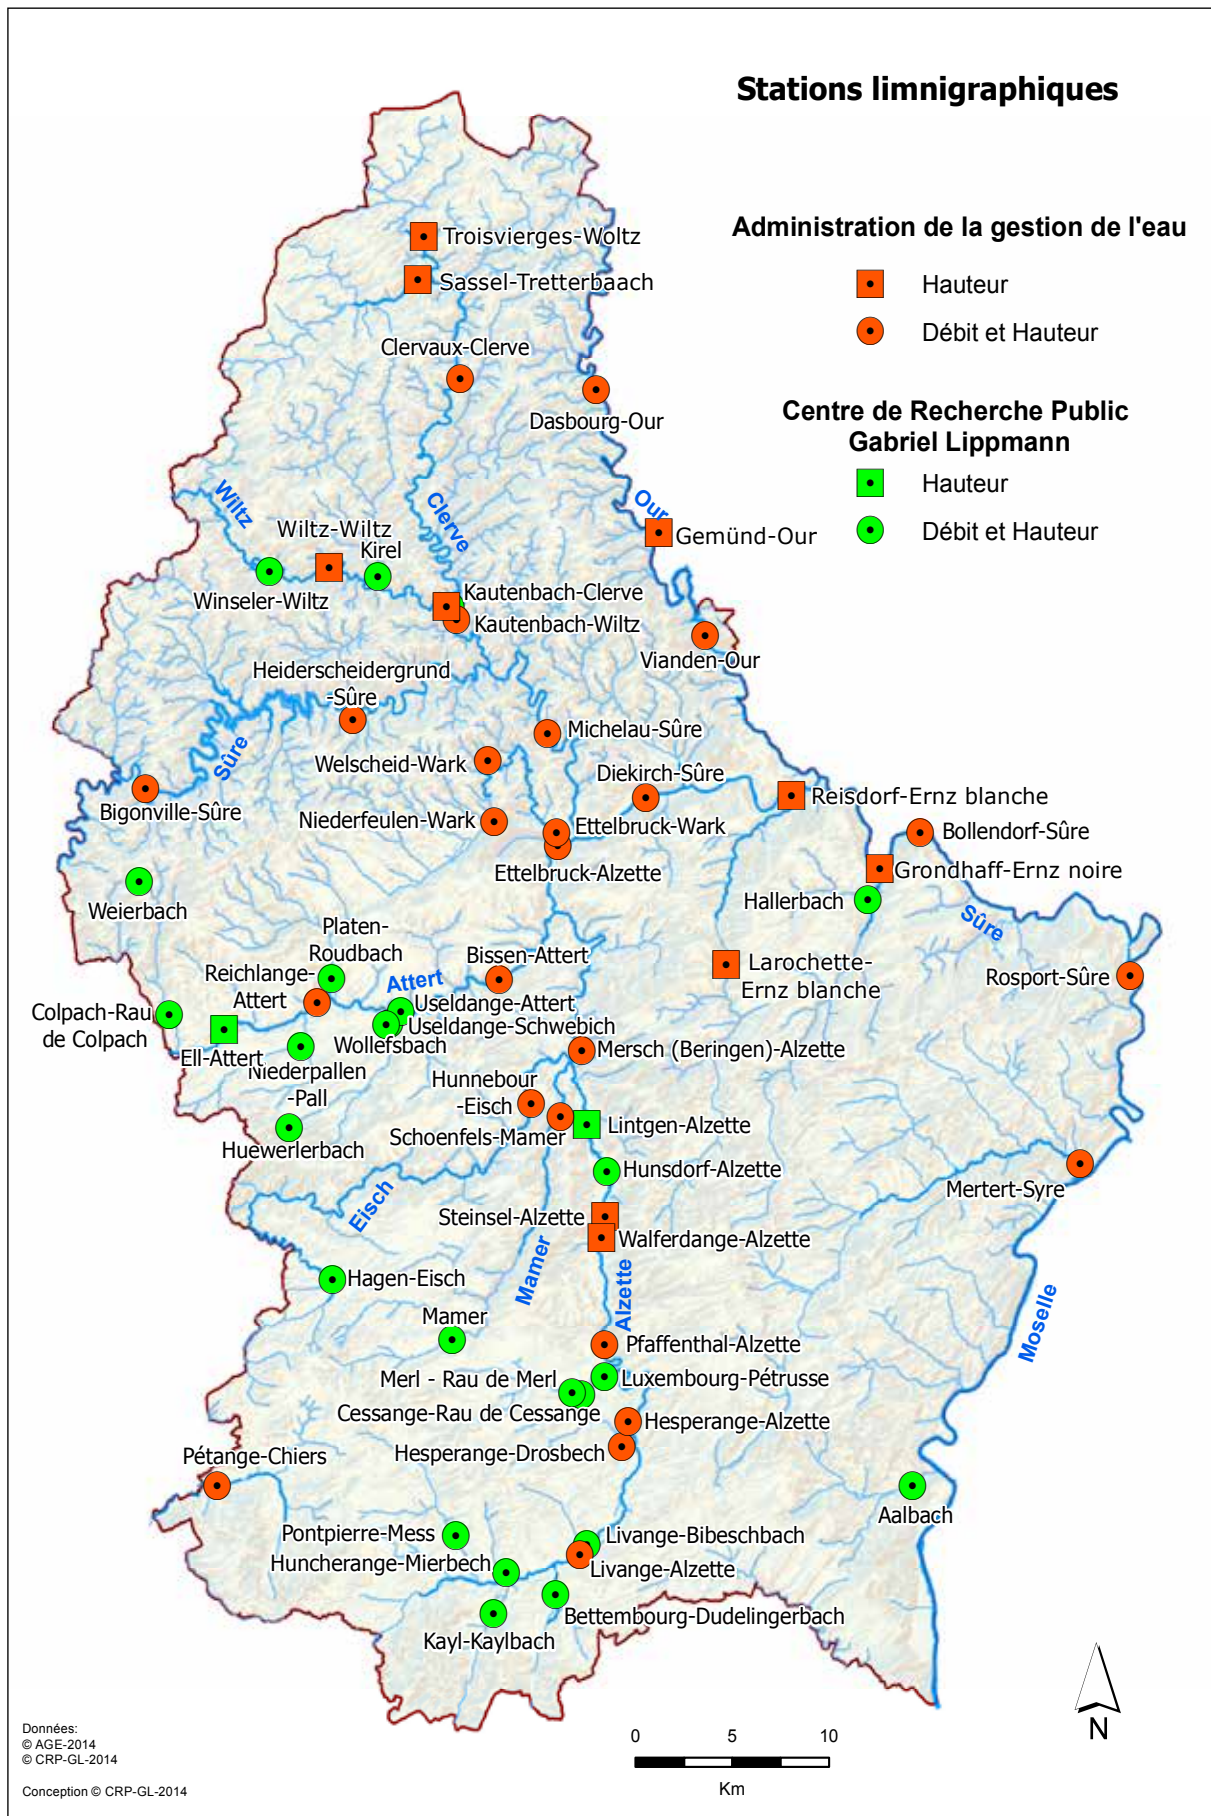 Stations limnigraphiques
Administration de la gestion de l'eau
Hauteur
Débit et Hauteur
Centre de Recherche Public
Gabriel Lippmann
Hauteur
Débit et Hauteur
Troisvierges-Woltz
Sassel-Tretterbaach
Clervaux-Clerve
Dasbourg-Our
Wiltz
Clerve
Our
Wiltz-Wiltz
Kirel
Gemünd-Our
Winseler-Wiltz
Kautenbach-Clerve
Kautenbach-Wiltz
Vianden-Our
Heiderscheidergrund
-Sûre
Michelau-Sûre
Sûre
Welscheid-Wark
Diekirch-Sûre
Bigonville-Sûre
Reisdorf-Ernz blanche
Niederfeulen-Wark
Ettelbruck-Wark
Bollendorf-Sûre
Ettelbruck-Alzette
Grondhaff-Ernz noire
Weierbach
Hallerbach
Sûre
Platen-
Roudbach
Bissen-Attert
Reichlange-
Attert
Attert
Larochette-
Ernz blanche
Rosport-Sûre
Colpach-Rau
de Colpach
Useldange-Attert
Useldange-Schwebich
Wollefsbach
Ell-Attert
Mersch (Beringen)-Alzette
Niederpallen
-Pall
Hunnebour
-Eisch
Schoenfels-Mamer
Lintgen-Alzette
Huewerlerbach
Hunsdorf-Alzette
Mertert-Syre
Eisch
Steinsel-Alzette
Walferdange-Alzette
Mamer
Hagen-Eisch
Alzette
Moselle
Mamer
Pfaffenthal-Alzette
Merl - Rau de Merl
Luxembourg-Pétrusse
Cessange-Rau de Cessange
Hesperange-Alzette
Hesperange-Drosbech
Pétange-Chiers
Aalbach
Pontpierre-Mess
Livange-Bibeschbach
Huncherange-Mierbech
Livange-Alzette
Bettembourg-Dudelingerbach
Kayl-Kaylbach
N
Données:
© AGE-2014
© CRP-GL-2014
Conception © CRP-GL-2014
0 5 10
Km